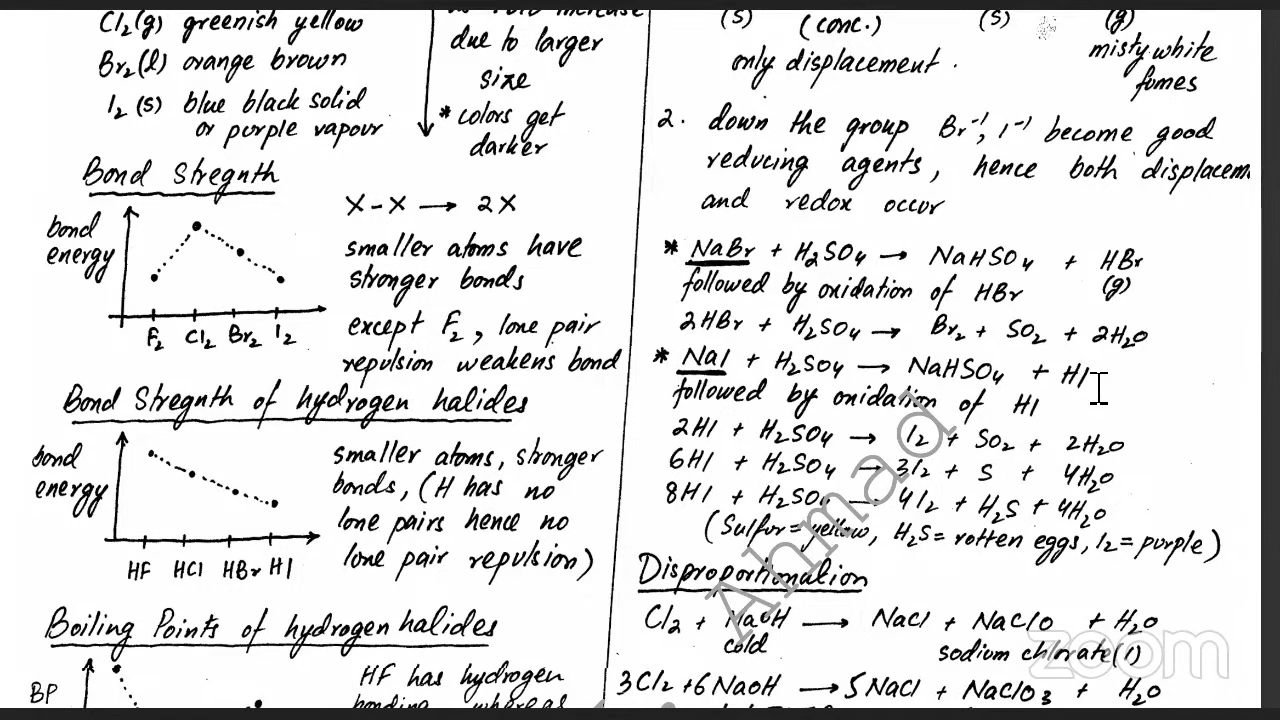 Cl2(g) greenish yellow
Br2(l) orange brown
I2 (s) blue black solid
or purple vapour
due to larger
size
* colors get
darker
Bond Stregnth
bond
energy
F2 Cl2 Br2 I2
X-X → 2X
smaller atoms have
stronger bonds
except F2, lone pair
repulsion weakens bond
Bond Stregnth of hydrogen halides
bond
energy
HF HCl HBr HI
smaller atoms, stronger
bonds, (H has no
lone pairs hence no
lone pair repulsion)
Boiling Points of hydrogen halides
BP
HF has hydrogen
bonding whereas
(s) (conc.) (s) (g)
only displacement. misty white
fumes
2. down the group Br-1, I-1 become good
reducing agents, hence both displacem
and redox occur
* NaBr + H2SO4 → NaHSO4 + HBr
followed by oxidation of HBr (g)
2HBr + H2SO4 → Br2 + SO2 + 2H2O
* NaI + H2SO4 → NaHSO4 + HI
followed by oxidation of HI
2HI + H2SO4 → I2 + SO2 + 2H2O
6HI + H2SO4 → 3I2 + S + 4H2O
8HI + H2SO4 → 4I2 + H2S + 4H2O
(Sulfur = yellow, H2S = rotten eggs, I2 = purple)
Disproportionation
Cl2 + NaOH → NaCl + NaClO + H2O
cold sodium chlorate(1)
3Cl2 + 6NaOH → 5NaCl + NaClO3 + H2O
Ahmad
zoom